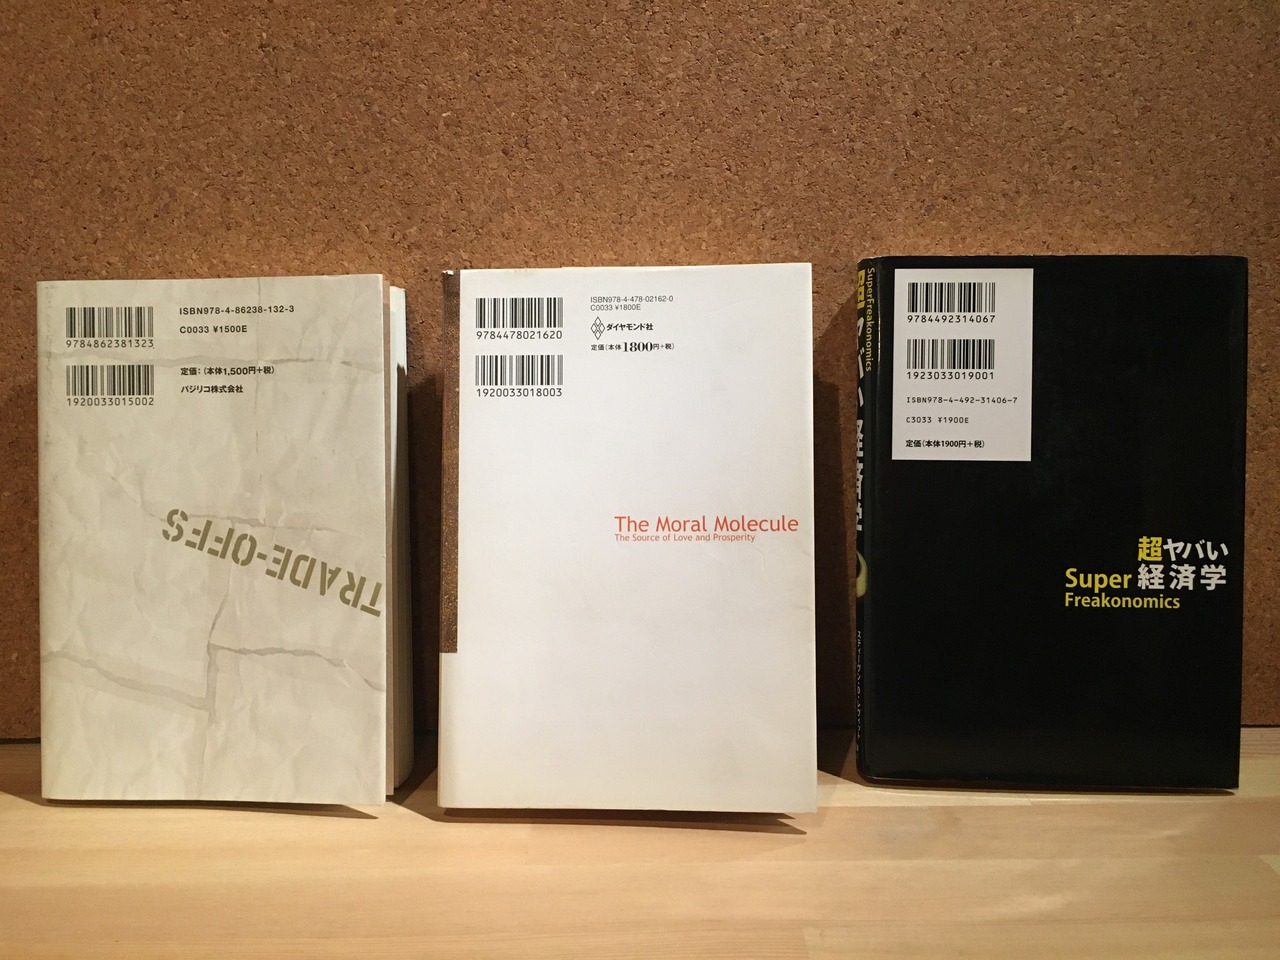 ISBN978-4-86238-132-3
C0033 ¥1500E
9784862381323
定価：(本体1,500円+税)
バジリコ株式会社
1920033015002
TRADE-OFFS
ISBN978-4-478-02162-0
C0033 ¥1800E
9784478021620
ダイヤモンド社
定価(本体1800円+税)
1920033018003
The Moral Molecule
The Source of Love and Prosperity
SuperFreakonomics
9784492314067
1923033019001
ISBN978-4-492-31406-7
C3033 ¥1900E
定価(本体1900円+税)
超ヤバい
Super 経済学
Freakonomics